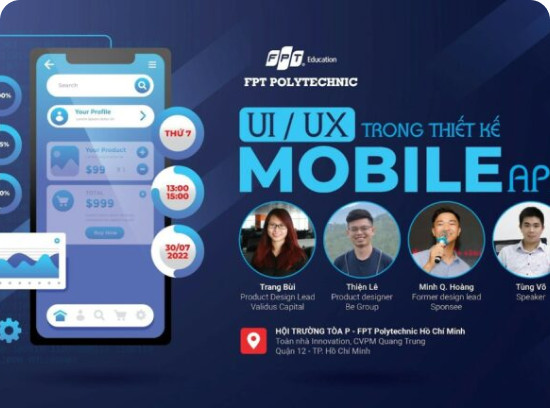 FPT Education
FPT POLYTECHNIC
UI / UX TRONG THIẾT KẾ
MOBILE AP
Search
Your Profile
Your Product
$99
TOTAL
$999
Buy Now
THỨ 7
13:00
15:00
30/07
2022
Trang Bùi
Product Design Lead
Validus Capital
Thiện Lê
Product designer
Be Group
Minh Q. Hoàng
Former design lead
Sponsee
Tùng Võ
Speaker
HỘI TRƯỜNG TÒA P - FPT Polytechnic Hồ Chí Minh
Toàn nhà Innovation, CVPM Quang Trung
Quận 12 - TP. Hồ Chí Minh